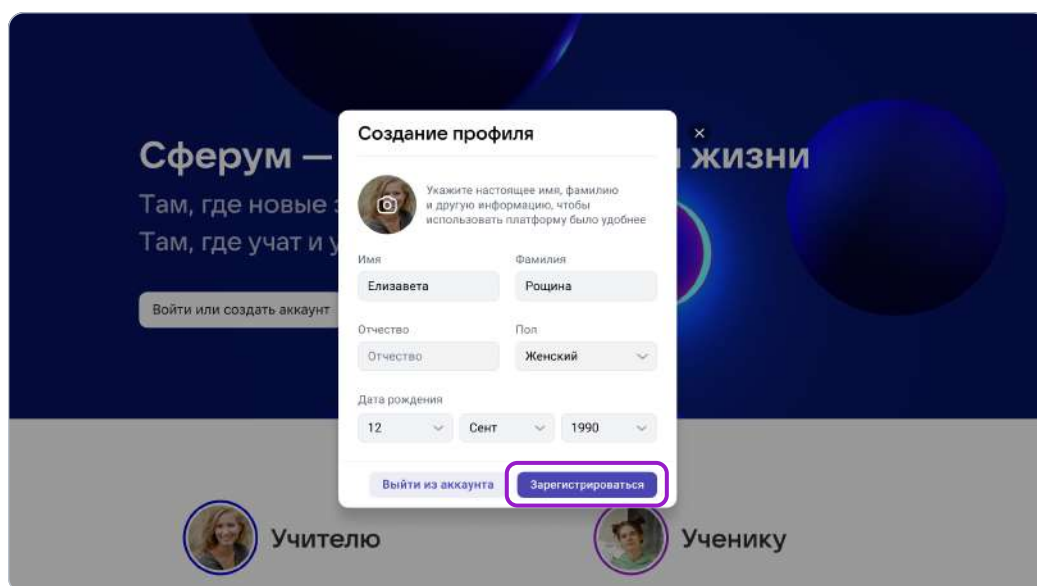 Создание профиля
Сферум —
жизни
Там, где новые
Там, где учат и у
Войти или создать аккаунт
Укажите настоящее имя, фамилию
и другую информацию, чтобы
использовать платформу было удобнее
Имя
Фамилия
Елизавета
Рощина
Отчество
Пол
Отчество
Женский
Дата рождения
12
Сент
1990
Выйти из аккаунта
Зарегистрироваться
Учителю
Ученику